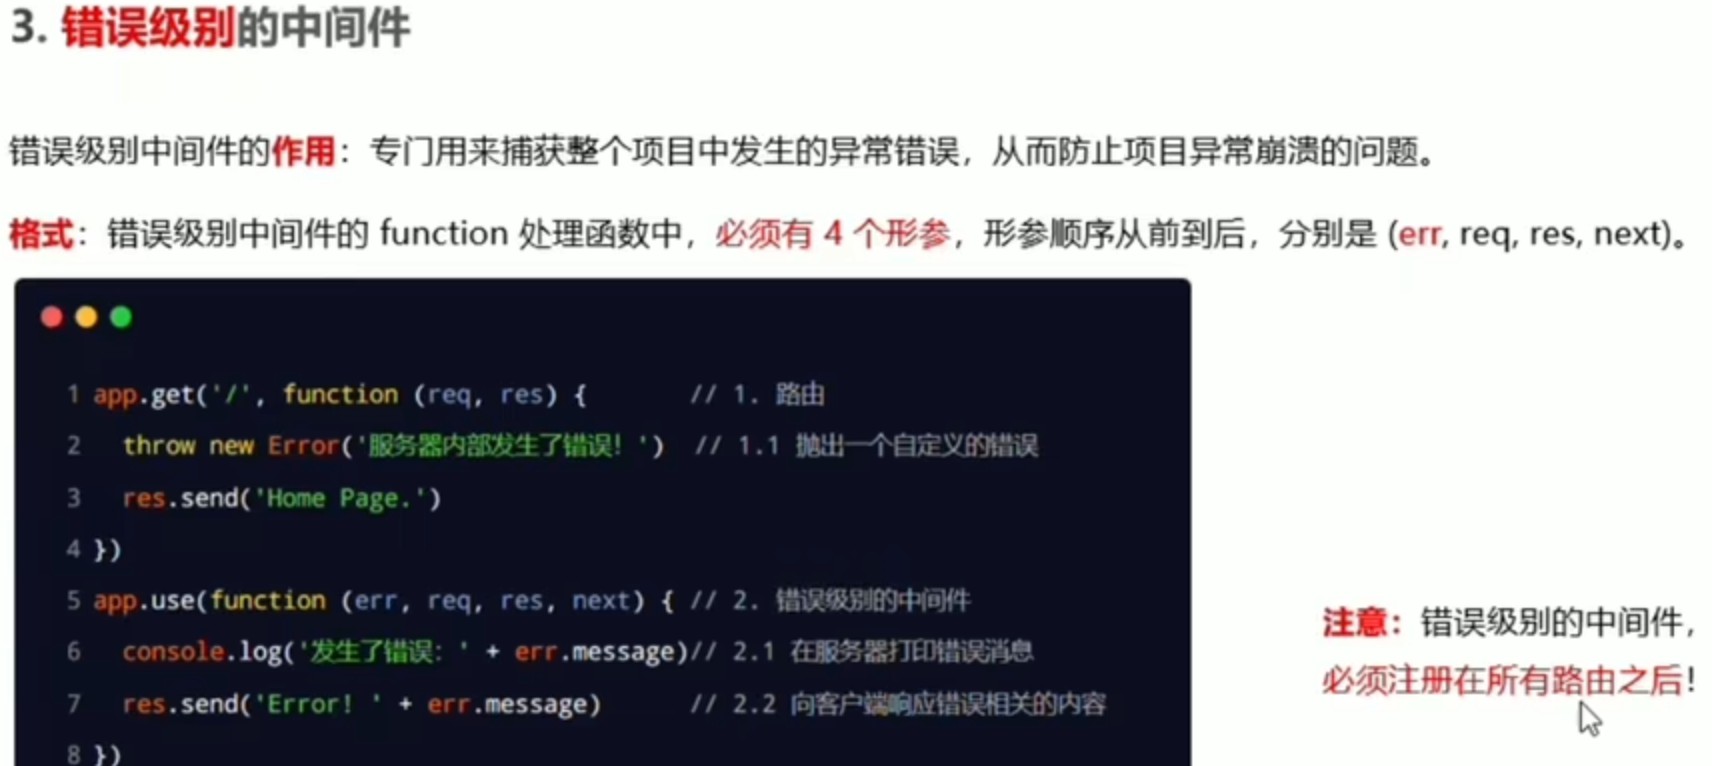 3. 错误级别的中间件
错误级别中间件的作用：专门用来捕获整个项目中发生的异常错误，从而防止项目异常崩溃的问题。
格式：错误级别中间件的 function 处理函数中，必须有 4 个形参，形参顺序从前到后，分别是 (err, req, res, next)。
1 app.get('/', function (req, res) { // 1. 路由
2 throw new Error('服务器内部发生了错误！') // 1.1 抛出一个自定义的错误
3 res.send('Home Page.')
4 })
5 app.use(function (err, req, res, next) { // 2. 错误级别的中间件
6 console.log('发生了错误：' + err.message)// 2.1 在服务器打印错误消息
7 res.send('Error! ' + err.message) // 2.2 向客户端响应错误相关的内容
8 })
注意：错误级别的中间件，
必须注册在所有路由之后！